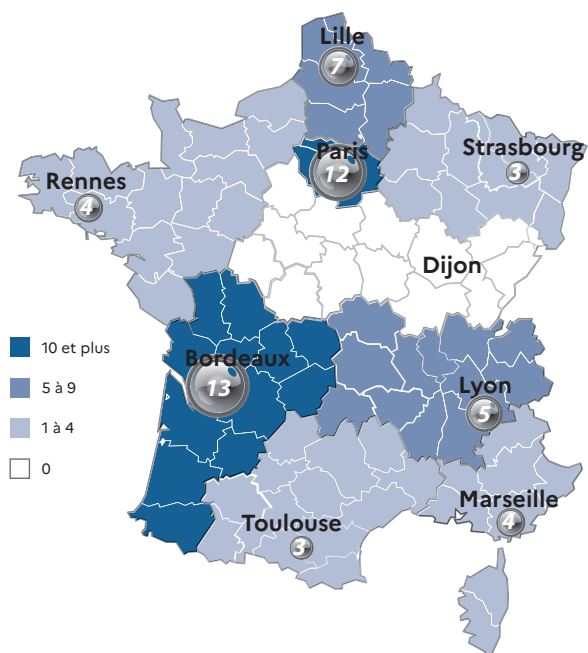 Lille
7
Paris
12
Strasbourg
3
Rennes
4
Dijon
10 et plus
5 à 9
1 à 4
0
Bordeaux
13
Lyon
5
Marseille
4
Toulouse
3